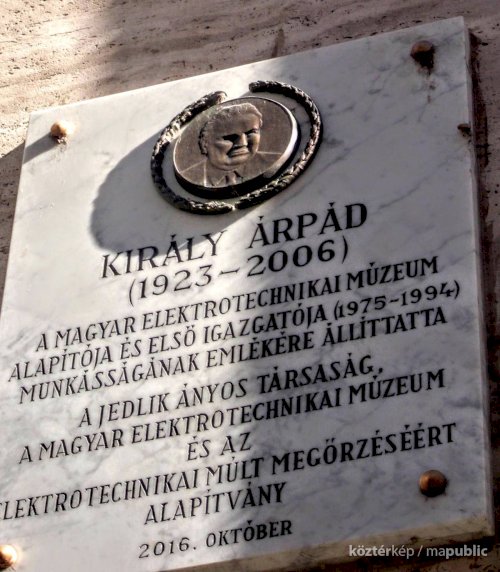 KIRÁLY ÁRPÁD
(1923-2006)
A MAGYAR ELEKTROTECHNIKAI MÚZEUM
ALAPÍTÓJA ÉS ELSŐ IGAZGATÓJA (1975-1994)
MUNKÁSSÁGÁNAK EMLÉKÉRE ÁLLÍTTATTA
A JEDLIK ÁNYOS TÁRSASÁG,
A MAGYAR ELEKTROTECHNIKAI MÚZEUM
ÉS AZ
ELEKTROTECHNIKAI MÚLT MEGŐRZÉSÉÉRT
ALAPÍTVÁNY
2016. OKTÓBER
köztérkép / mapublic